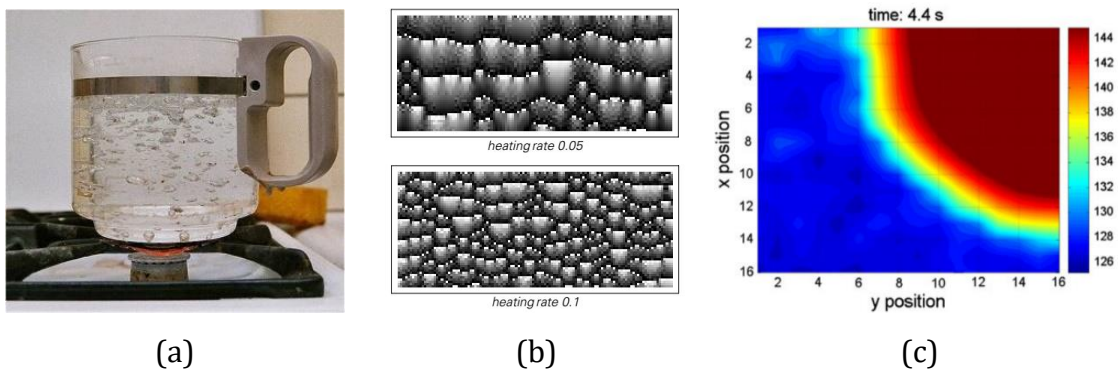 heating rate 0.05
heating rate 0.1
time: 4.4 s
2
4
6
8
10
12
14
16
x position
2 4 6 8 10 12 14 16
y position
144
142
140
138
136
134
132
130
128
126
(a) (b) (c)